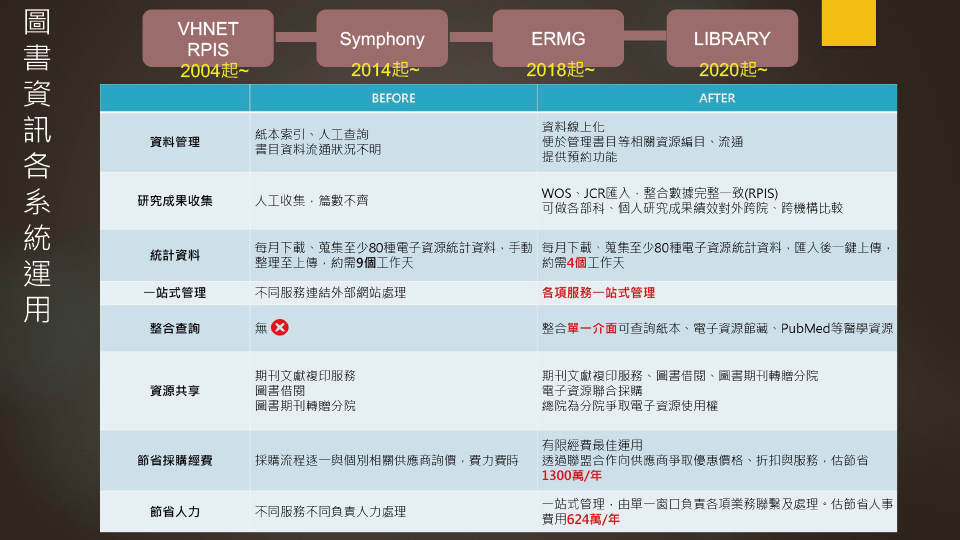 圖書資訊各系統運用
VHNET
RPIS
Symphony
ERMG
LIBRARY
2004起~
2014起~
2018起~
2020起~
BEFORE
AFTER
資料管理
紙本索引、人工查詢
書目資料流通狀況不明
資料線上化
便於管理書目等相關資源編目、流通
提供預約功能
研究成果收集
人工收集，篇數不齊
WOS、JCR匯入，整合數據完整一致(RPIS)
可做各部科、個人研究成果績效對外跨院、跨機構比較
統計資料
每月下載、蒐集至少80種電子資源統計資料，手動
整理至上傳，約需9個工作天
每月下載、蒐集至少80種電子資源統計資料，匯入後一鍵上傳，
約需4個工作天
一站式管理
不同服務連結外部網站處理
各項服務一站式管理
整合查詢
無
整合單一介面可查詢紙本、電子資源館藏、PubMed等醫學資源
資源共享
期刊文獻複印服務
圖書借閱
圖書期刊轉贈分院
期刊文獻複印服務、圖書借閱、圖書期刊轉贈分院
電子資源聯合採購
總院為分院爭取電子資源使用權
節省採購經費
採購流程逐一與個別相關供應商詢價，費力費時
有限經費最佳運用
透過聯盟合作向供應商爭取優惠價格、折扣與服務，估節省
1300萬/年
節省人力
不同服務不同負責人力處理
一站式管理，由單一窗口負責各項業務聯繫及處理。估節省人事
費用624萬/年